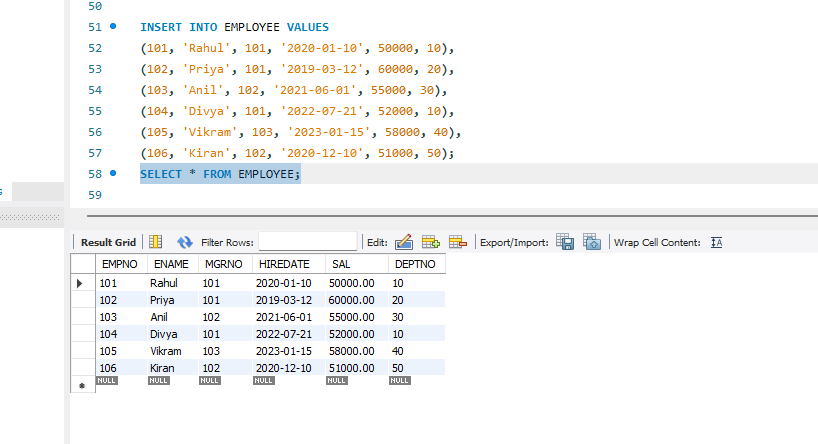 50
51 INSERT INTO EMPLOYEE VALUES
52 (101, 'Rahul', 101, '2020-01-10', 50000, 10),
53 (102, 'Priya', 101, '2019-03-12', 60000, 20),
54 (103, 'Anil', 102, '2021-06-01', 55000, 30),
55 (104, 'Divya', 101, '2022-07-21', 52000, 10),
56 (105, 'Vikram', 103, '2023-01-15', 58000, 40),
57 (106, 'Kiran', 102, '2020-12-10', 51000, 50);
58 SELECT * FROM EMPLOYEE;
59
Result Grid Filter Rows: Edit: Export/Import: Wrap Cell Content: IA
EMPNO ENAME MGRNO HIREDATE SAL DEPTNO
101 Rahul 101 2020-01-10 50000.00 10
102 Priya 101 2019-03-12 60000.00 20
103 Anil 102 2021-06-01 55000.00 30
104 Divya 101 2022-07-21 52000.00 10
105 Vikram 103 2023-01-15 58000.00 40
106 Kiran 102 2020-12-10 51000.00 50
NULL NULL NULL NULL NULL NULL